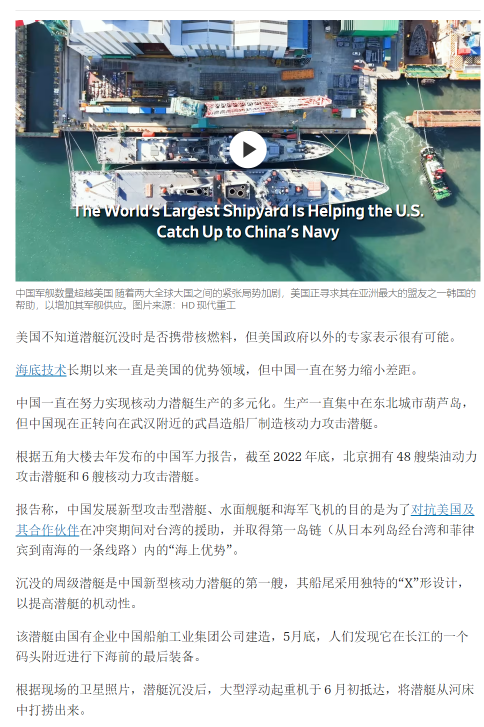 The World's Largest Shipyard Is Helping the U.S.
Catch Up to China's Navy
中国军舰数量超越美国 随着两大全球大国之间的紧张局势加剧，美国正寻求其在亚洲最大的盟友之一韩国的
帮助，以增加其军舰供应。图片来源：HD 现代重工
美国不知道潜艇沉没时是否携带核燃料，但美国政府以外的专家表示很有可能。
海底技术长期以来一直是美国的优势领域，但中国一直在努力缩小差距。
中国一直在努力实现核动力潜艇生产的多元化。生产一直集中在东北城市葫芦岛，
但中国现在正转向在武汉附近的武昌造船厂制造核动力攻击潜艇。
根据五角大楼去年发布的中国军力报告，截至 2022 年底，北京拥有 48 艘柴油动力
攻击潜艇和 6 艘核动力攻击潜艇。
报告称，中国发展新型攻击型潜艇、水面舰艇和海军飞机的目的是为了对抗美国及
其合作伙伴在冲突期间对台湾的援助，并取得第一岛链（从日本列岛经台湾和菲律
宾到南海的一条线路）内的“海上优势”。
沉没的周级潜艇是中国新型核动力潜艇的第一艘，其船尾采用独特的“X”形设计，
以提高潜艇的机动性。
该潜艇由国有企业中国船舶工业集团公司建造，5月底，人们发现它在长江的一个
码头附近进行下海前的最后装备。
根据现场的卫星照片，潜艇沉没后，大型浮动起重机于 6 月初抵达，将潜艇从河床
中打捞出来。